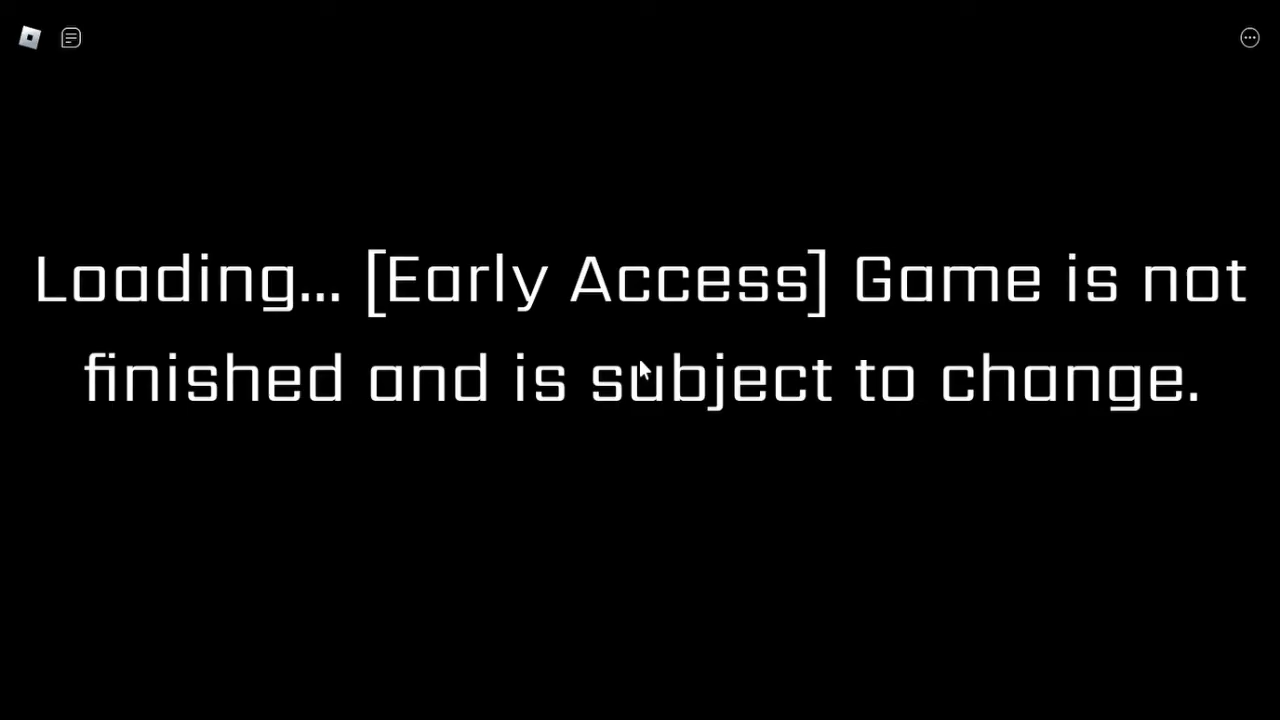 Loading... [Early Access] Game is not
finished and is subject to change.